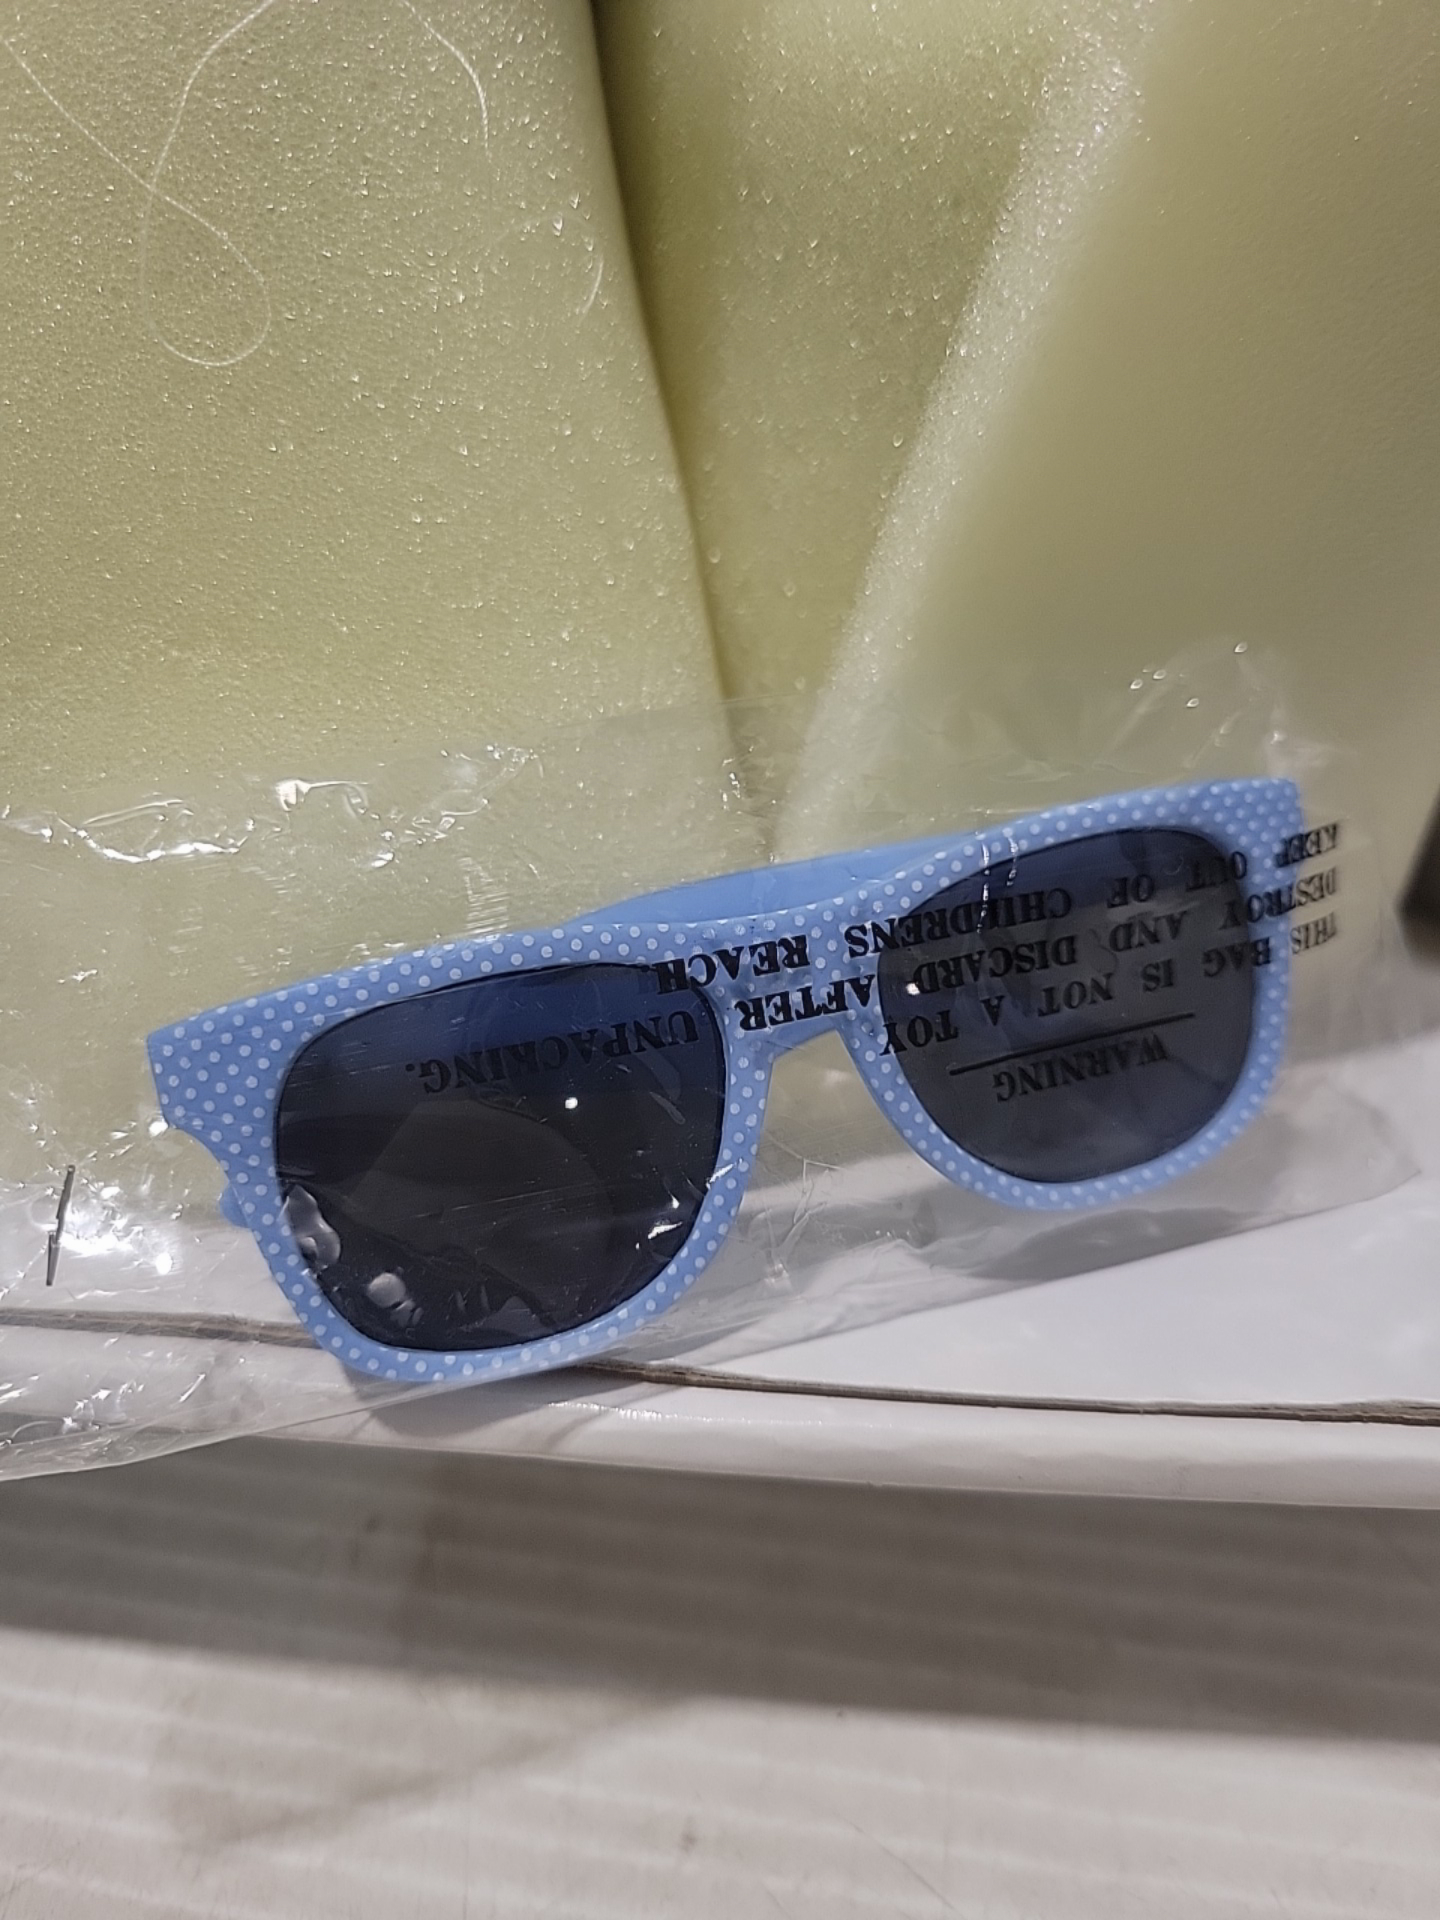 WARNING
THIS BAG IS NOT A TOY
DESTROY AND DISCARD AFTER UNPACKING.
KEEP OUT OF CHILDRENS REACH.